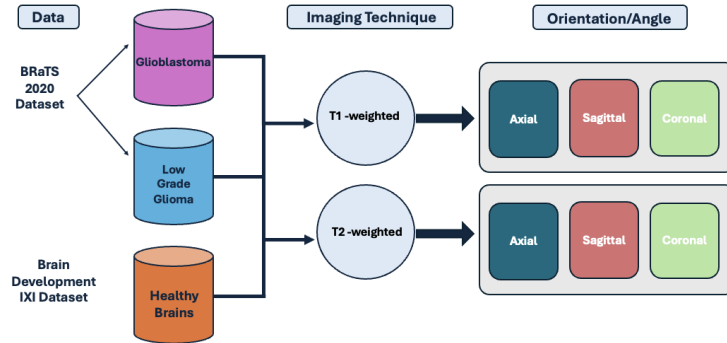 Data
Imaging Technique
Orientation/Angle
BRaTS
2020
Dataset
Glioblastoma
Low
Grade
Glioma
Brain
Development
IXI Dataset
Healthy
Brains
T1 -weighted
T2 -weighted
Axial
Sagittal
Coronal
Axial
Sagittal
Coronal